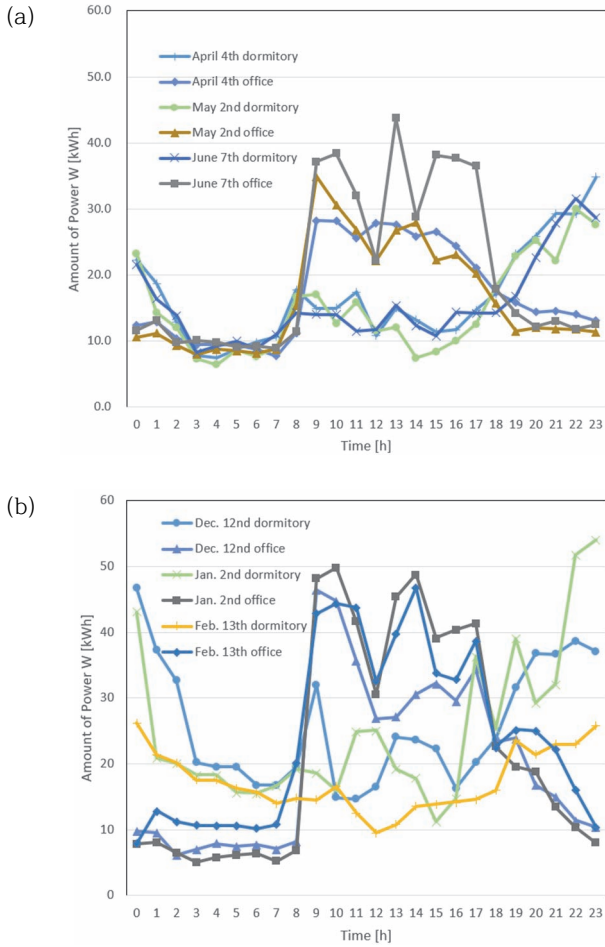 (a)
60.0
50.0
40.0
30.0
20.0
10.0
0.0
Amount of Power W [kWh]
April 4th dormitory
April 4th office
May 2nd dormitory
May 2nd office
June 7th dormitory
June 7th office
0 1 2 3 4 5 6 7 8 9 10 11 12 13 14 15 16 17 18 19 20 21 22 23
Time [h]
(b)
60
50
40
30
20
10
0
Amount of Power W [kWh]
Dec. 12nd dormitory
Dec. 12nd office
Jan. 2nd dormitory
Jan. 2nd office
Feb. 13th dormitory
Feb. 13th office
0 1 2 3 4 5 6 7 8 9 10 11 12 13 14 15 16 17 18 19 20 21 22 23
Time [h]